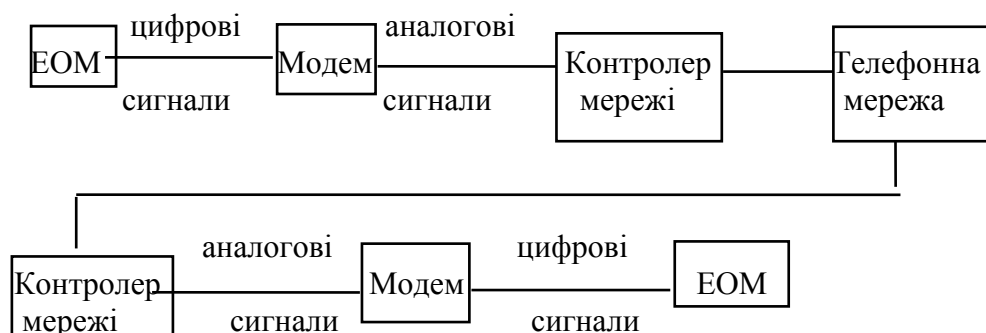 цифрові аналогові
ЕОМ Модем Контролер Телефонна
сигнали сигнали мережі мережа
аналогові цифрові
Контролер Модем ЕОМ
мережі сигнали сигнали